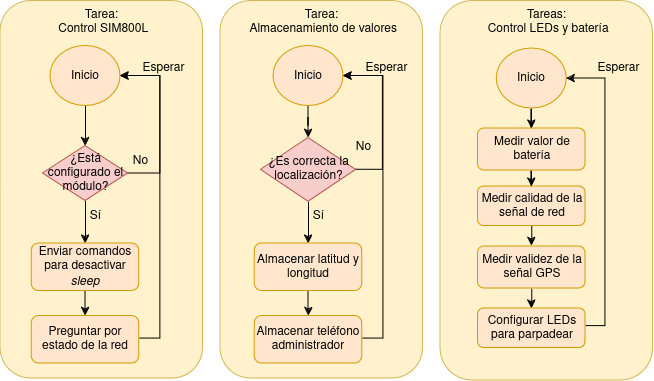 Tarea:
Control SIM800L
Esperar
Inicio
¿Está
configurado el
módulo?
No
Sí
Enviar comandos
para desactivar
sleep
Preguntar por
estado de la red
Tarea:
Almacenamiento de valores
Esperar
Inicio
¿Es correcta la
localización?
No
Sí
Almacenar latitud y
longitud
Almacenar teléfono
administrador
Tareas:
Control LEDs y batería
Esperar
Inicio
Medir valor de
batería
Medir calidad de la
señal de red
Medir validez de la
señal GPS
Configurar LEDs
para parpadear